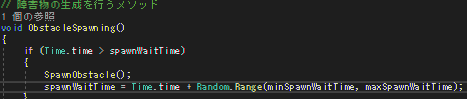 // 障害物の生成を行うメソッド
1 個の参照
void ObstacleSpawning()
{
if (Time.time > spawnWaitTime)
{
SpawnObstacle();
spawnWaitTime = Time.time + Random.Range(minSpawnWaitTime, maxSpawnWaitTime);
}